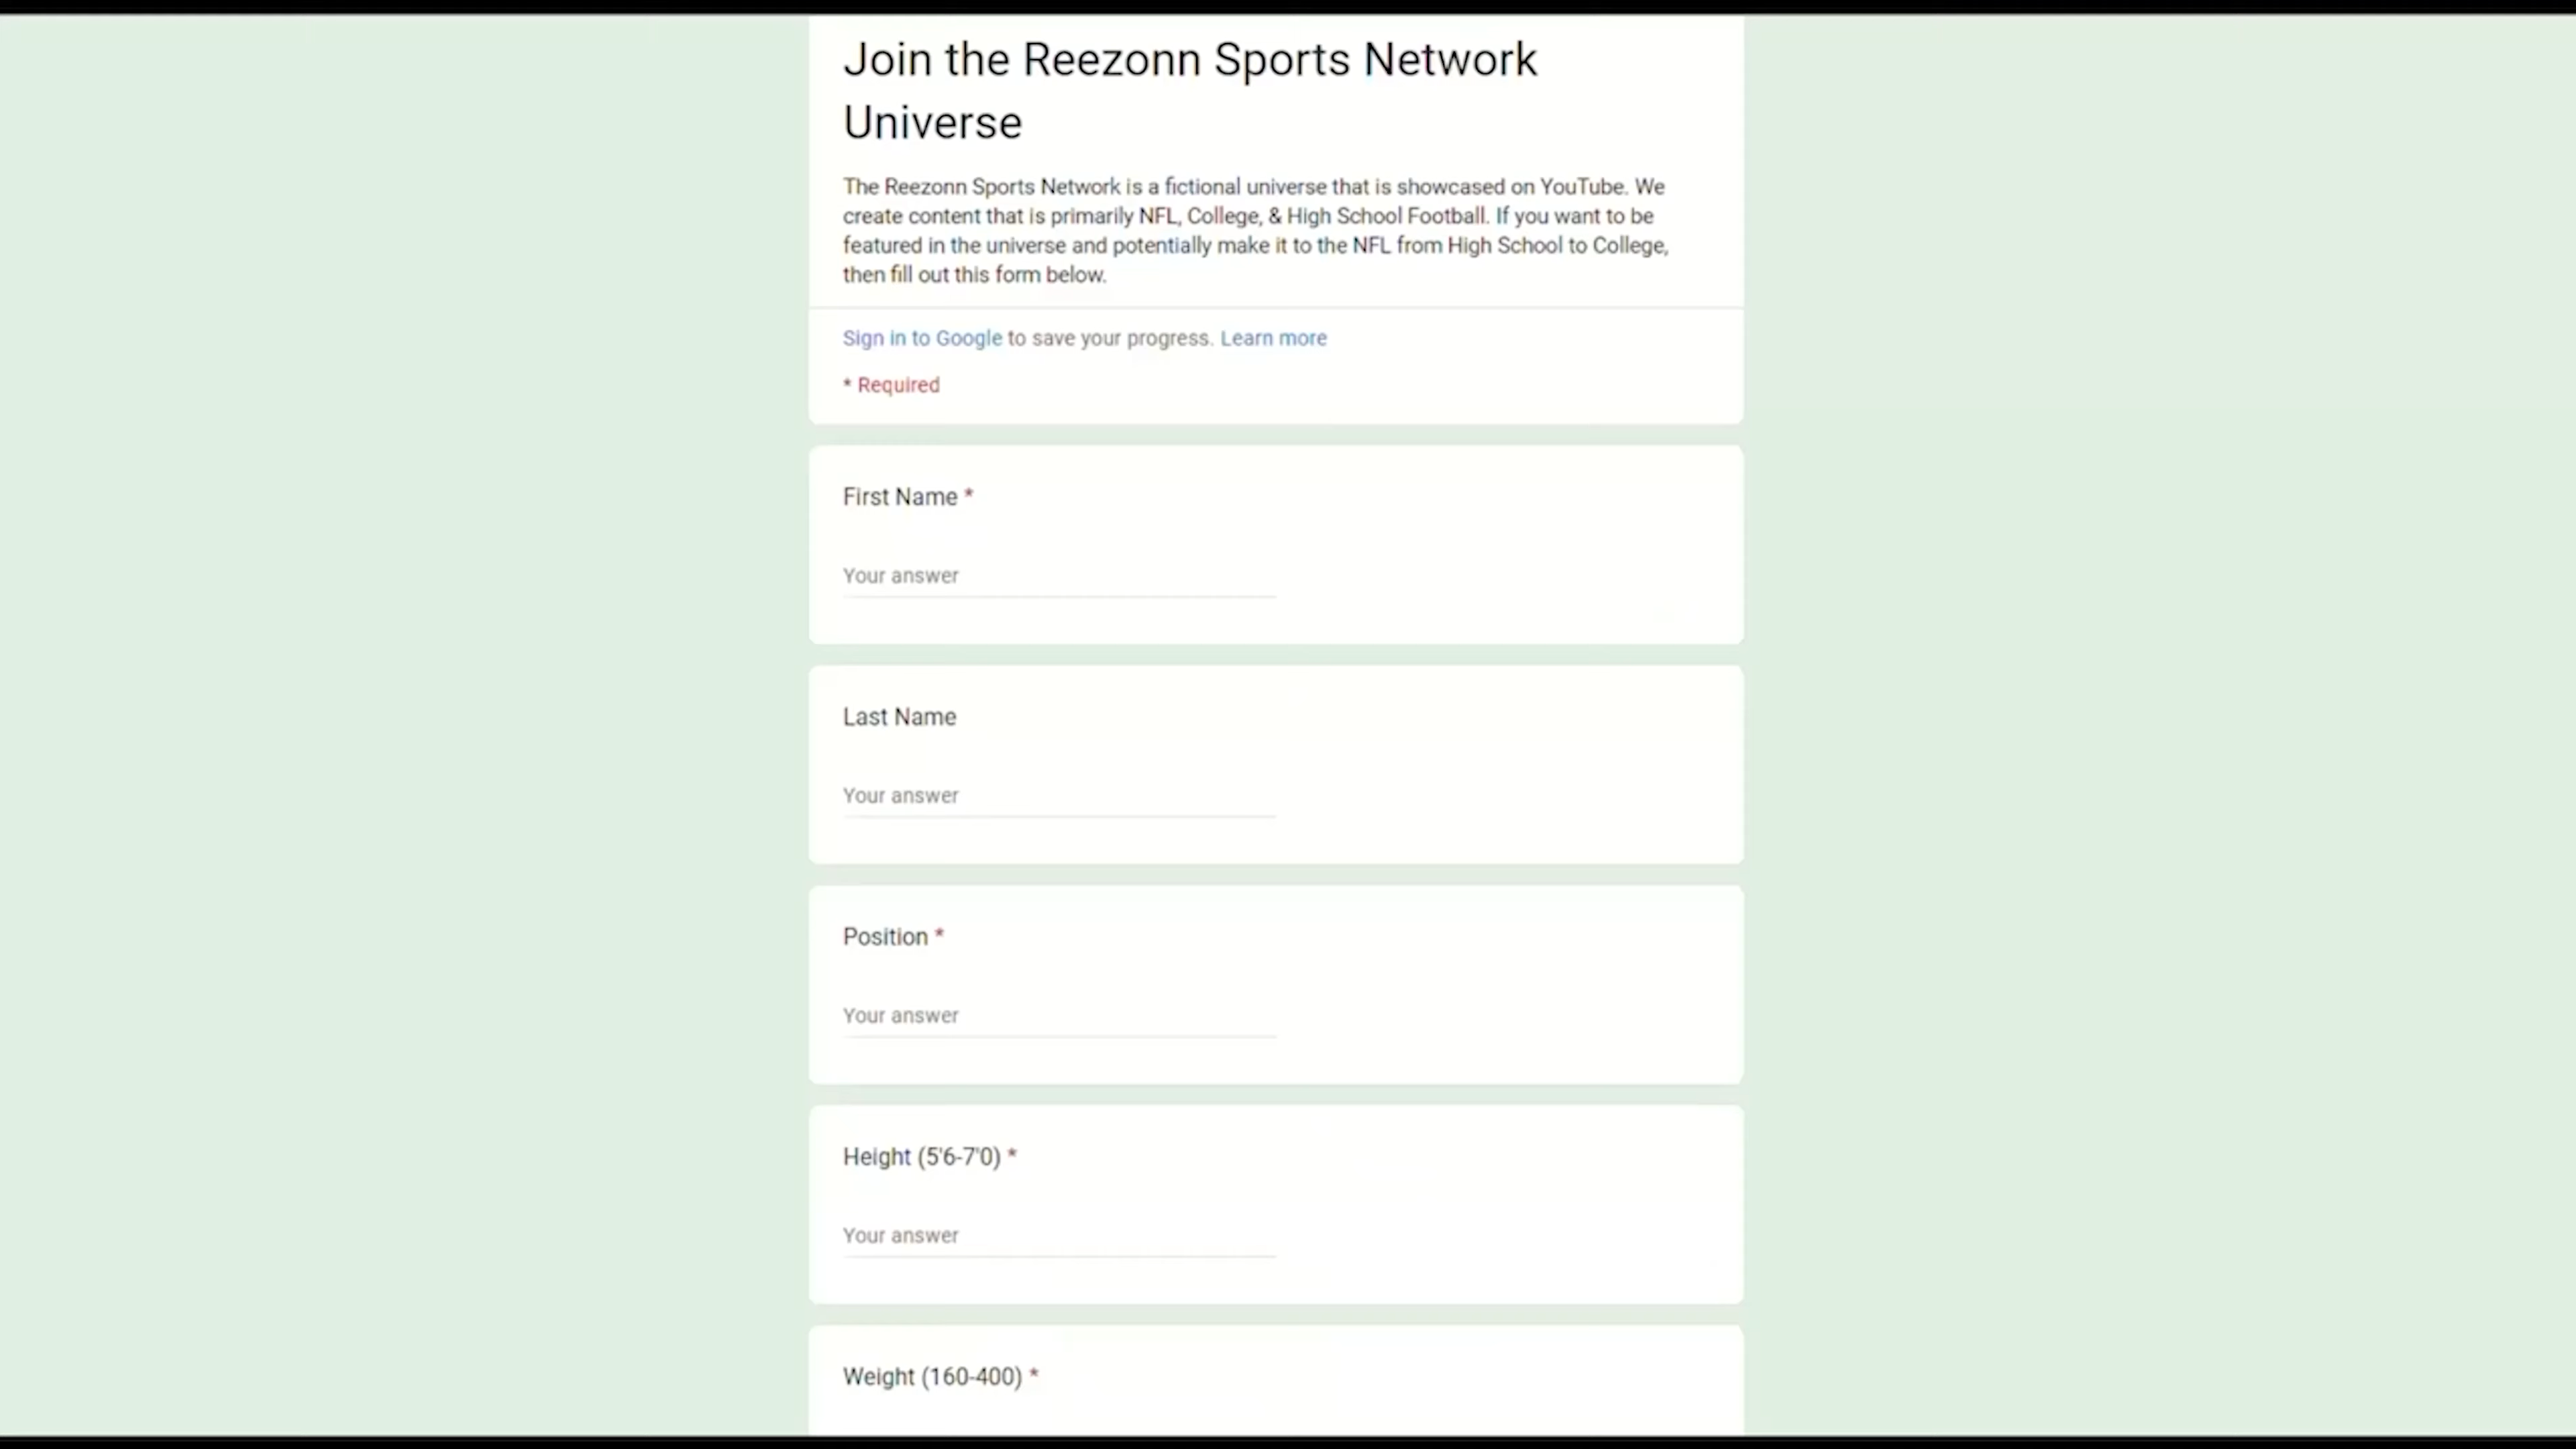 Join the Reezonn Sports Network
Universe
The Reezonn Sports Network is a fictional universe that is showcased on YouTube. We
create content that is primarily NFL, College, & High School Football. If you want to be
featured in the universe and potentially make it to the NFL from High School to College,
then fill out this form below.
Sign in to Google to save your progress. Learn more
* Required
First Name *
Your answer
Last Name
Your answer
Position *
Your answer
Height (5'6-7'0) *
Your answer
Weight (160-400) *